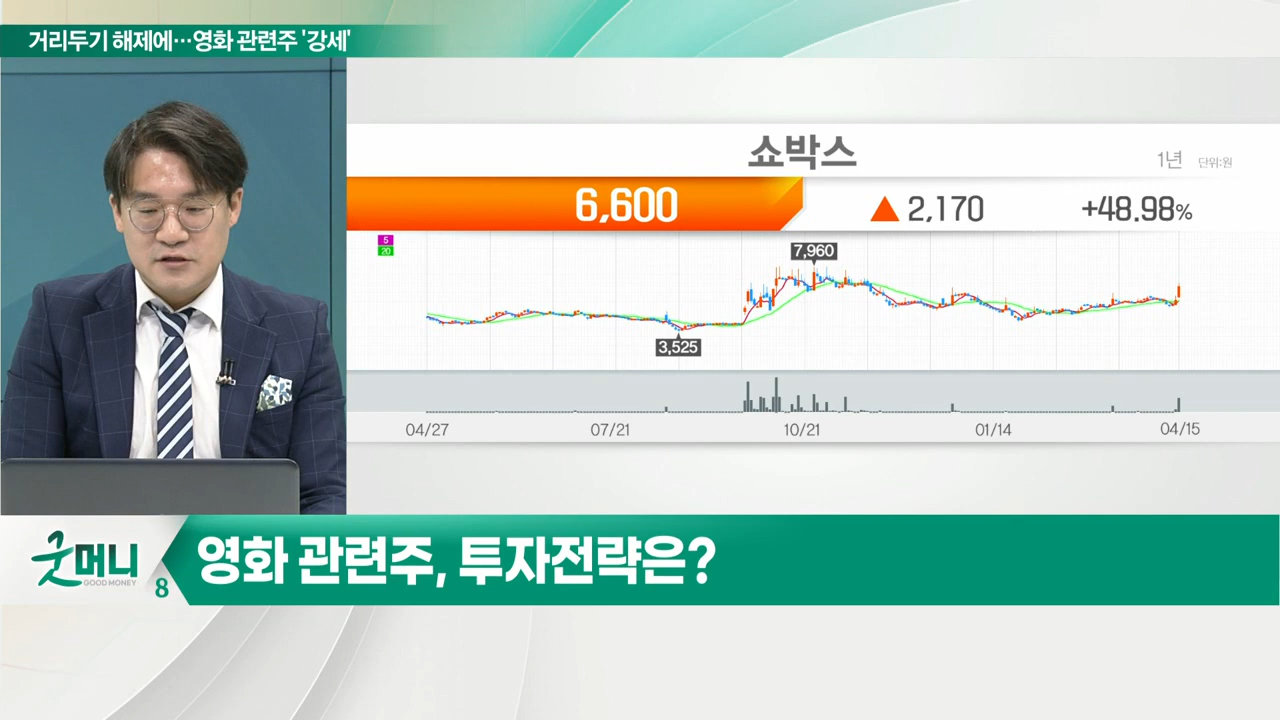 거리두기 해제에…영화 관련주 '강세'
쇼박스
1년 단위:원
6,600 ▲ 2,170 +48.98%
5
20
7,960
3,525
04/27 07/21 10/21 01/14 04/15
굿머니
GOOD MONEY
8
영화 관련주, 투자전략은?